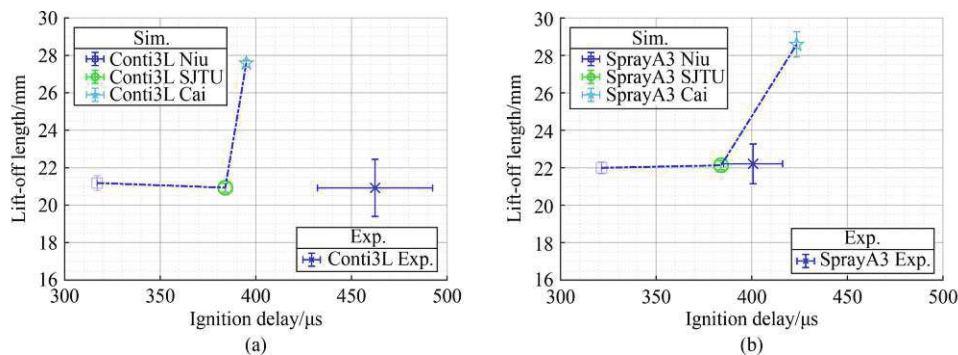 30
28
26
24
22
20
18
16
Lift-off length/mm
Sim.
Conti3L Niu
Conti3L SJTU
Conti3L Cai
Exp.
Conti3L Exp.
300
350
400
450
500
Ignition delay/μs
(a)
30
28
26
24
22
20
18
16
Lift-off length/mm
Sim.
SprayA3 Niu
SprayA3 SJTU
SprayA3 Cai
Exp.
SprayA3 Exp.
300
350
400
450
500
Ignition delay/μs
(b)